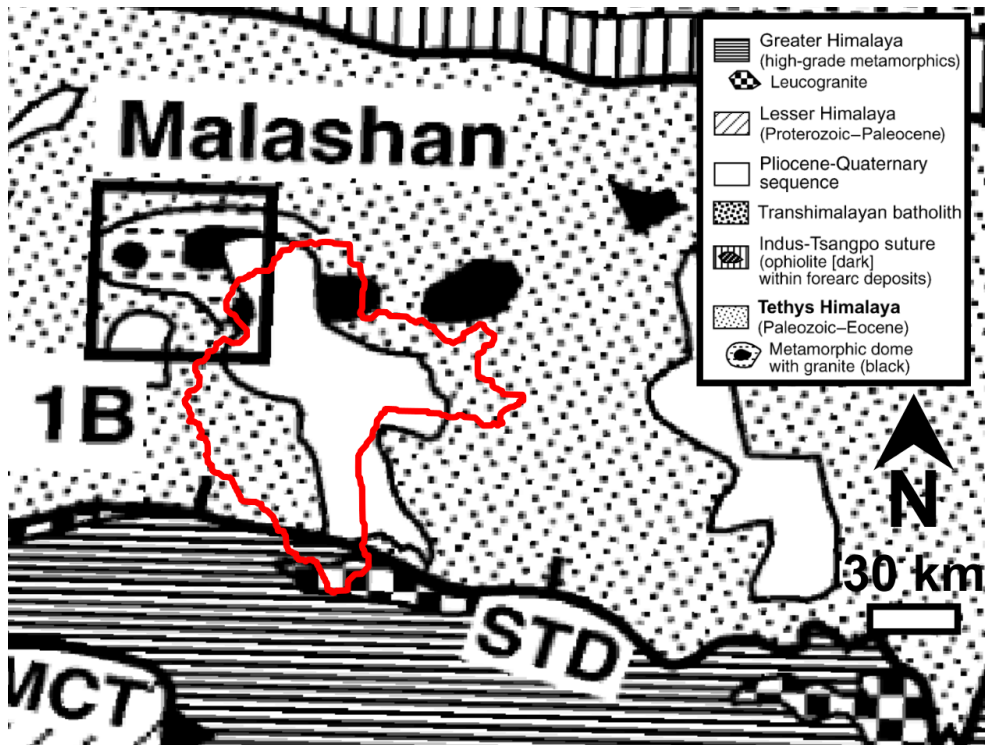 Malashan
1B
STD
MCT
Greater Himalaya
(high-grade metamorphics)
Leucogranite
Lesser Himalaya
(Proterozoic–Paleocene)
Pliocene-Quaternary
sequence
Transhimalayan batholith
Indus-Tsangpo suture
(ophiolite [dark]
within forearc deposits)
Tethys Himalaya
(Paleozoic–Eocene)
Metamorphic dome
with granite (black)
N
30 km